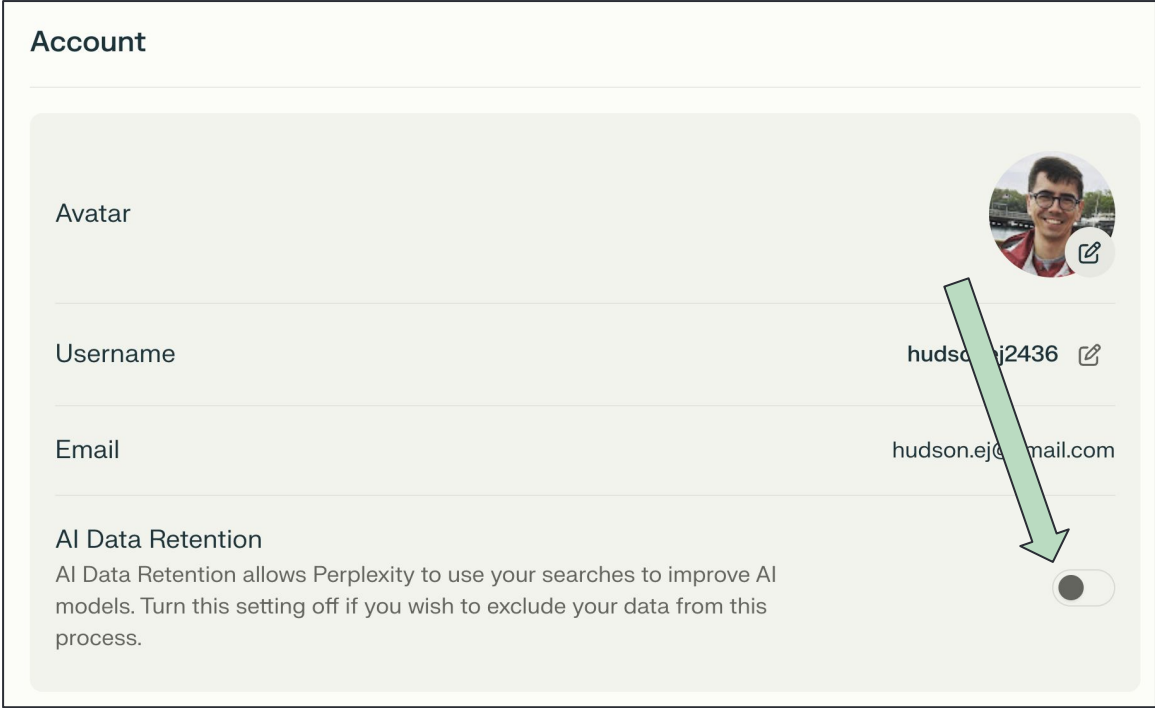 Account
Avatar
Username
Email
AI Data Retention
AI Data Retention allows Perplexity to use your searches to improve AI
models. Turn this setting off if you wish to exclude your data from this
process.